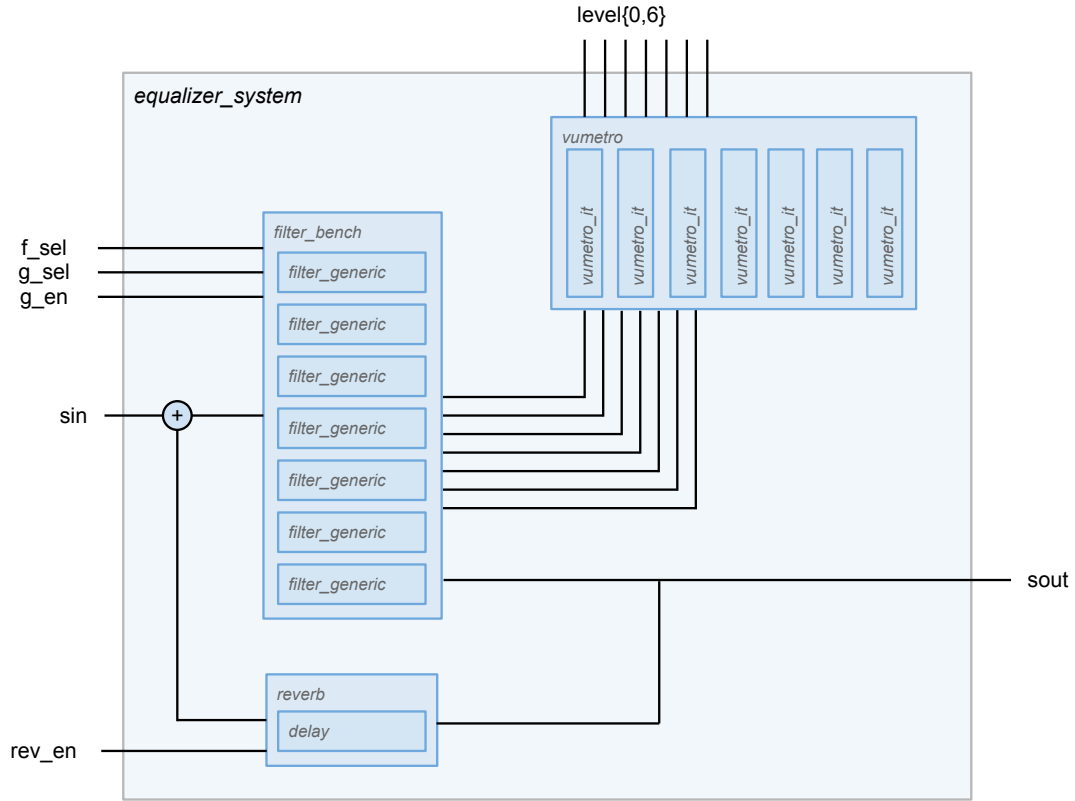 level{0,6}
equalizer_system
vumetro
vumetro_it
vumetro_it
vumetro_it
vumetro_it
vumetro_it
vumetro_it
vumetro_it
f_sel
g_sel
g_en
filter_bench
filter_generic
filter_generic
filter_generic
filter_generic
filter_generic
filter_generic
filter_generic
sin
+
sout
reverb
delay
rev_en